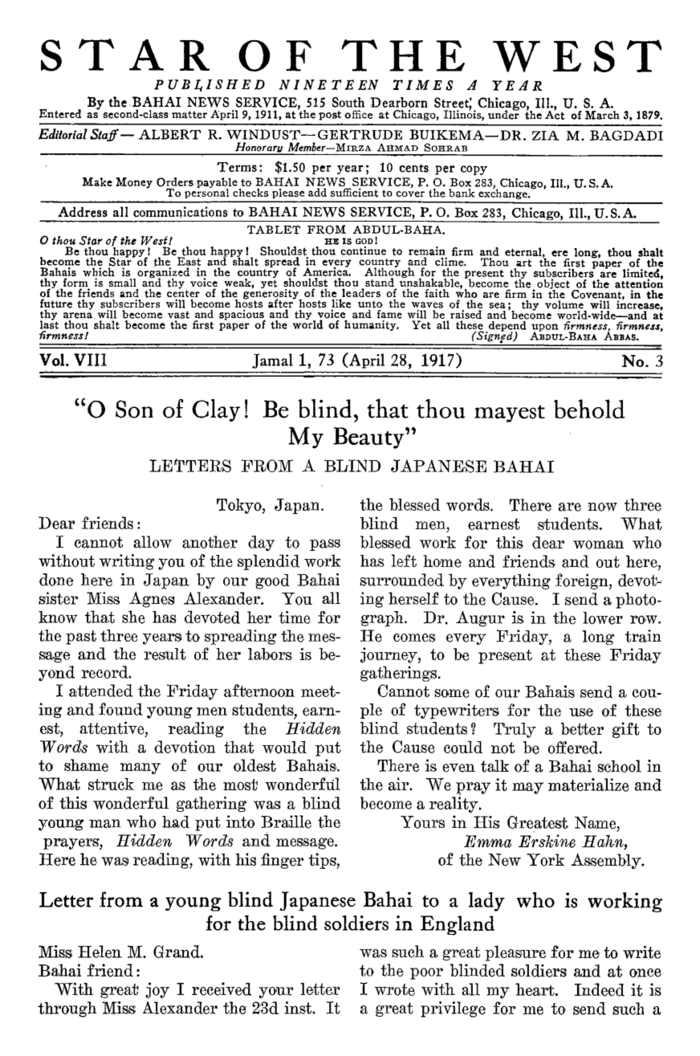 STAR OF THE WEST
PUBLISHED NINETEEN TIMES A YEAR
By the BAHAI NEWS SERVICE, 515 South Dearborn Street, Chicago, Ill., U. S. A.
Entered as second-class matter April 9, 1911, at the post office at Chicago, Illinois, under the Act of March 3, 1879.
Editorial Staff — ALBERT R. WINDUST—GERTRUDE BUIKEMA—DR. ZIA M. BAGDADI
Honorary Member—MIRZA AHMAD SOHRAB
Terms: $1.50 per year; 10 cents per copy
Make Money Orders payable to BAHAI NEWS SERVICE, P. O. Box 283, Chicago, Ill., U. S. A.
To personal checks please add sufficient to cover the bank exchange.
Address all communications to BAHAI NEWS SERVICE, P. O. Box 283, Chicago, Ill., U. S. A.
TABLET FROM ABDUL-BAHA.
O thou Star of the West! HE IS GOD!
Be thou happy! Be thou happy! Shouldst thou continue to remain firm and eternal, ere long, thou shalt
become the Star of the East and shalt spread in every country and clime. Thou art the first paper of the
Bahais which is organized in the country of America. Although for the present thy subscribers are limited,
thy form is small and thy voice weak, yet shouldst thou stand unshakable, become the object of the attention
of the friends and the center of the generosity of the leaders of the faith who are firm in the Covenant, in the
future thy subscribers will become hosts after hosts like unto the waves of the sea; thy volume will increase,
thy arena will become vast and spacious and thy voice and fame will be raised and become world-wide—and at
last thou shalt become the first paper of the world of humanity. Yet all these depend upon firmness, firmness,
firmness! (Signed) ABDUL-BAHA ABBAS.
Vol. VIII Jamal 1, 73 (April 28, 1917) No. 3
"O Son of Clay! Be blind, that thou mayest behold
My Beauty"
LETTERS FROM A BLIND JAPANESE BAHAI
Tokyo, Japan.
Dear friends:
I cannot allow another day to pass
without writing you of the splendid work
done here in Japan by our good Bahai
sister Miss Agnes Alexander. You all
know that she has devoted her time for
the past three years to spreading the mes-
sage and the result of her labors is be-
yond record.
I attended the Friday afternoon meet-
ing and found young men students, earn-
est, attentive, reading the Hidden
Words with a devotion that would put
to shame many of our oldest Bahais.
What struck me as the most wonderful
of this wonderful gathering was a blind
young man who had put into Braille the
prayers, Hidden Words and message.
Here he was reading, with his finger tips,
the blessed words. There are now three
blind men, earnest students. What
blessed work for this dear woman who
has left home and friends and out here,
surrounded by everything foreign, devot-
ing herself to the Cause. I send a photo-
graph. Dr. Augur is in the lower row.
He comes every Friday, a long train
journey, to be present at these Friday
gatherings.
Cannot some of our Bahais send a cou-
ple of typewriters for the use of these
blind students? Truly a better gift to
the Cause could not be offered.
There is even talk of a Bahai school in
the air. We pray it may materialize and
become a reality.
Yours in His Greatest Name,
Emma Erskine Hahn,
of the New York Assembly.
Letter from a young blind Japanese Bahai to a lady who is working
for the blind soldiers in England
Miss Helen M. Grand.
Bahai friend:
With great joy I received your letter
through Miss Alexander the 23d inst. It
was such a great pleasure for me to write
to the poor blinded soldiers and at once
I wrote with all my heart. Indeed it is
a great privilege for me to send such a